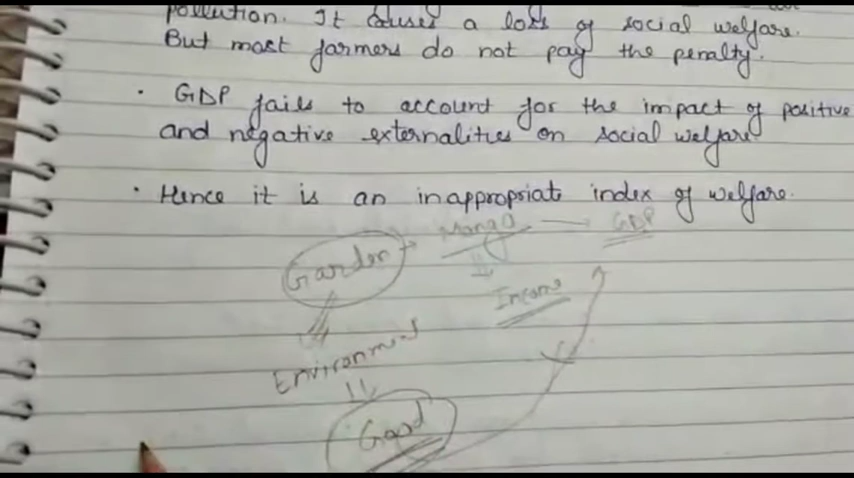 pollution. It causes a loss of social welfare.
But most farmers do not pay the penalty.
• GDP fails to account for the impact of positive
and negative externalities on social welfare.
• Hence it is an inappropriate index of welfare.
Garden → Mango — GDP
Income
Environment
Good